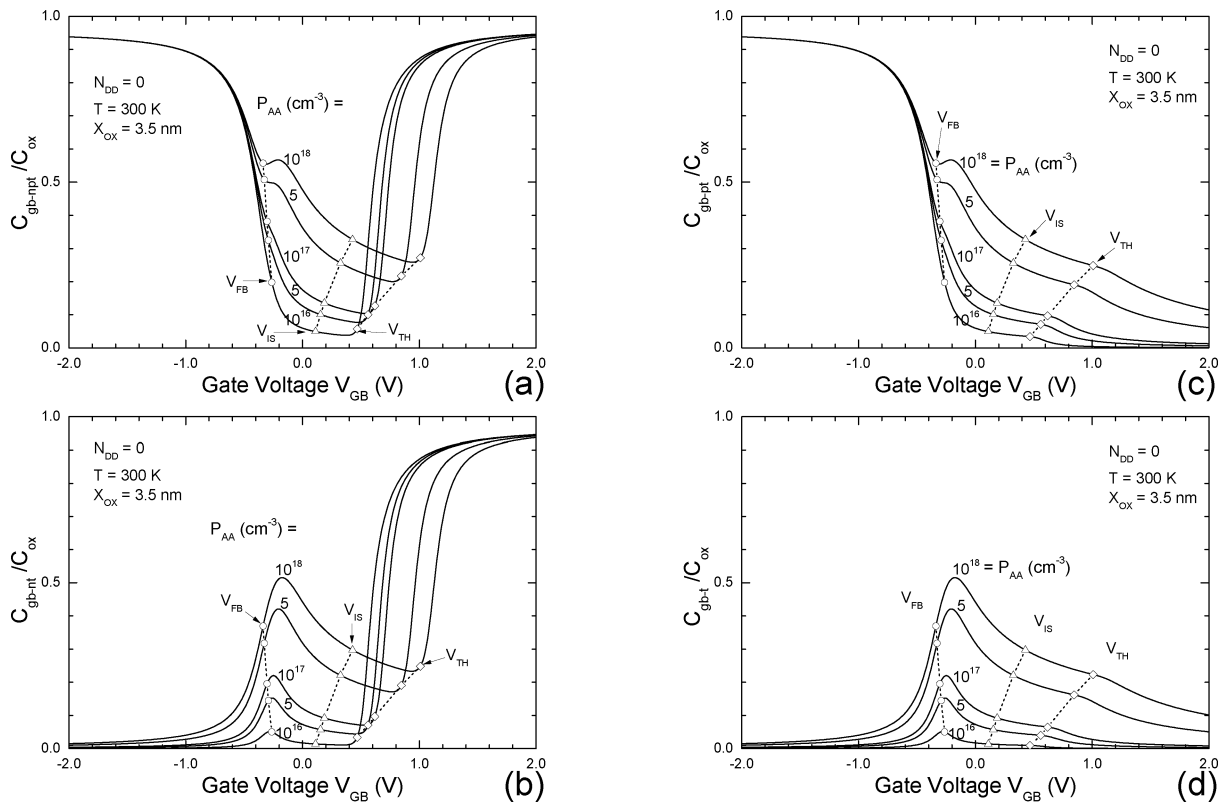 1.0
0.5
0.0
C_gb-npt /C_ox
N_DD = 0
T = 300 K
X_OX = 3.5 nm
P_AA (cm^-3) =
10^18
5
10^17
5
10^16
V_FB
V_IS
V_TH
-2.0 -1.0 0.0 1.0 2.0
Gate Voltage V_GB (V)
(a)
1.0
0.5
0.0
C_gb-pt /C_ox
N_DD = 0
T = 300 K
X_OX = 3.5 nm
V_FB
10^18 = P_AA (cm^-3)
5
V_IS
V_TH
10^17
5
10^16
-2.0 -1.0 0.0 1.0 2.0
Gate Voltage V_GB (V)
(c)
1.0
0.5
0.0
C_gb-nt /C_ox
N_DD = 0
T = 300 K
X_OX = 3.5 nm
P_AA (cm^-3) =
10^18
V_FB
5
V_IS
V_TH
10^17
5
10^16
-2.0 -1.0 0.0 1.0 2.0
Gate Voltage V_GB (V)
(b)
1.0
0.5
0.0
C_gb-t /C_ox
N_DD = 0
T = 300 K
X_OX = 3.5 nm
10^18 = P_AA (cm^-3)
V_FB
5
V_IS
V_TH
10^17
5
10^16
-2.0 -1.0 0.0 1.0 2.0
Gate Voltage V_GB (V)
(d)